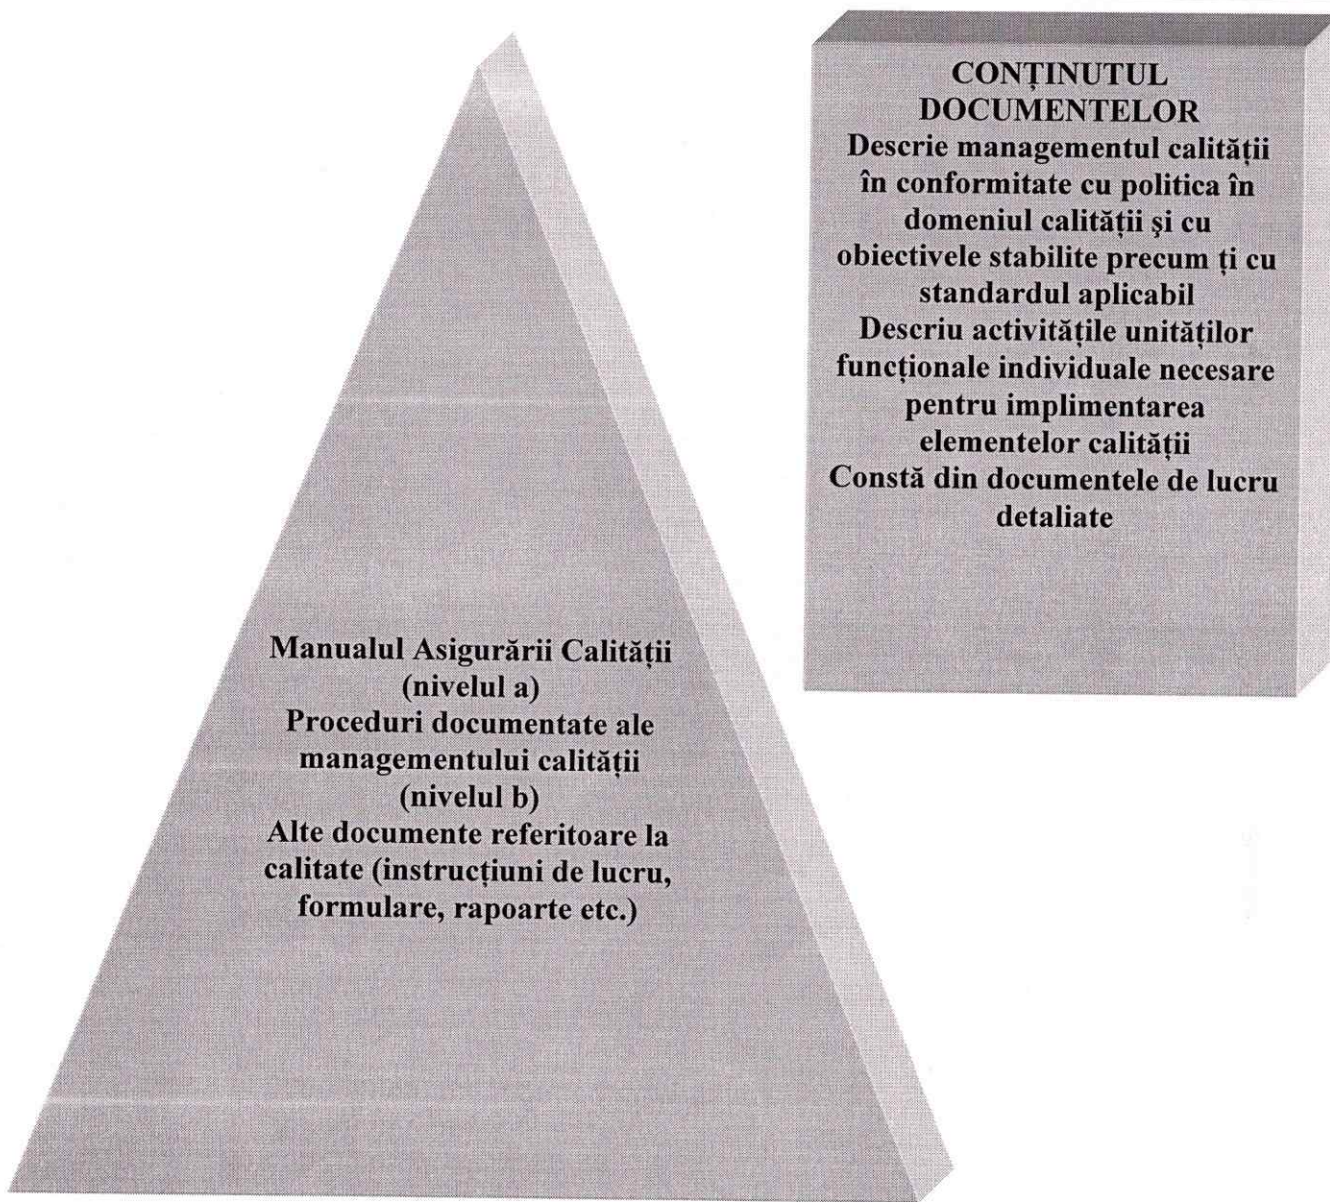 CONȚINUTUL
DOCUMENTELOR
Descrie managementul calității
în conformitate cu politica în
domeniul calității şi cu
obiectivele stabilite precum ți cu
standardul aplicabil
Descriu activitățile unităților
funcționale individuale necesare
pentru implimentarea
elementelor calității
Constă din documentele de lucru
detaliate
Manualul Asigurării Calității
(nivelul a)
Proceduri documentate ale
managementului calității
(nivelul b)
Alte documente referitoare la
calitate (instrucțiuni de lucru,
formulare, rapoarte etc.)